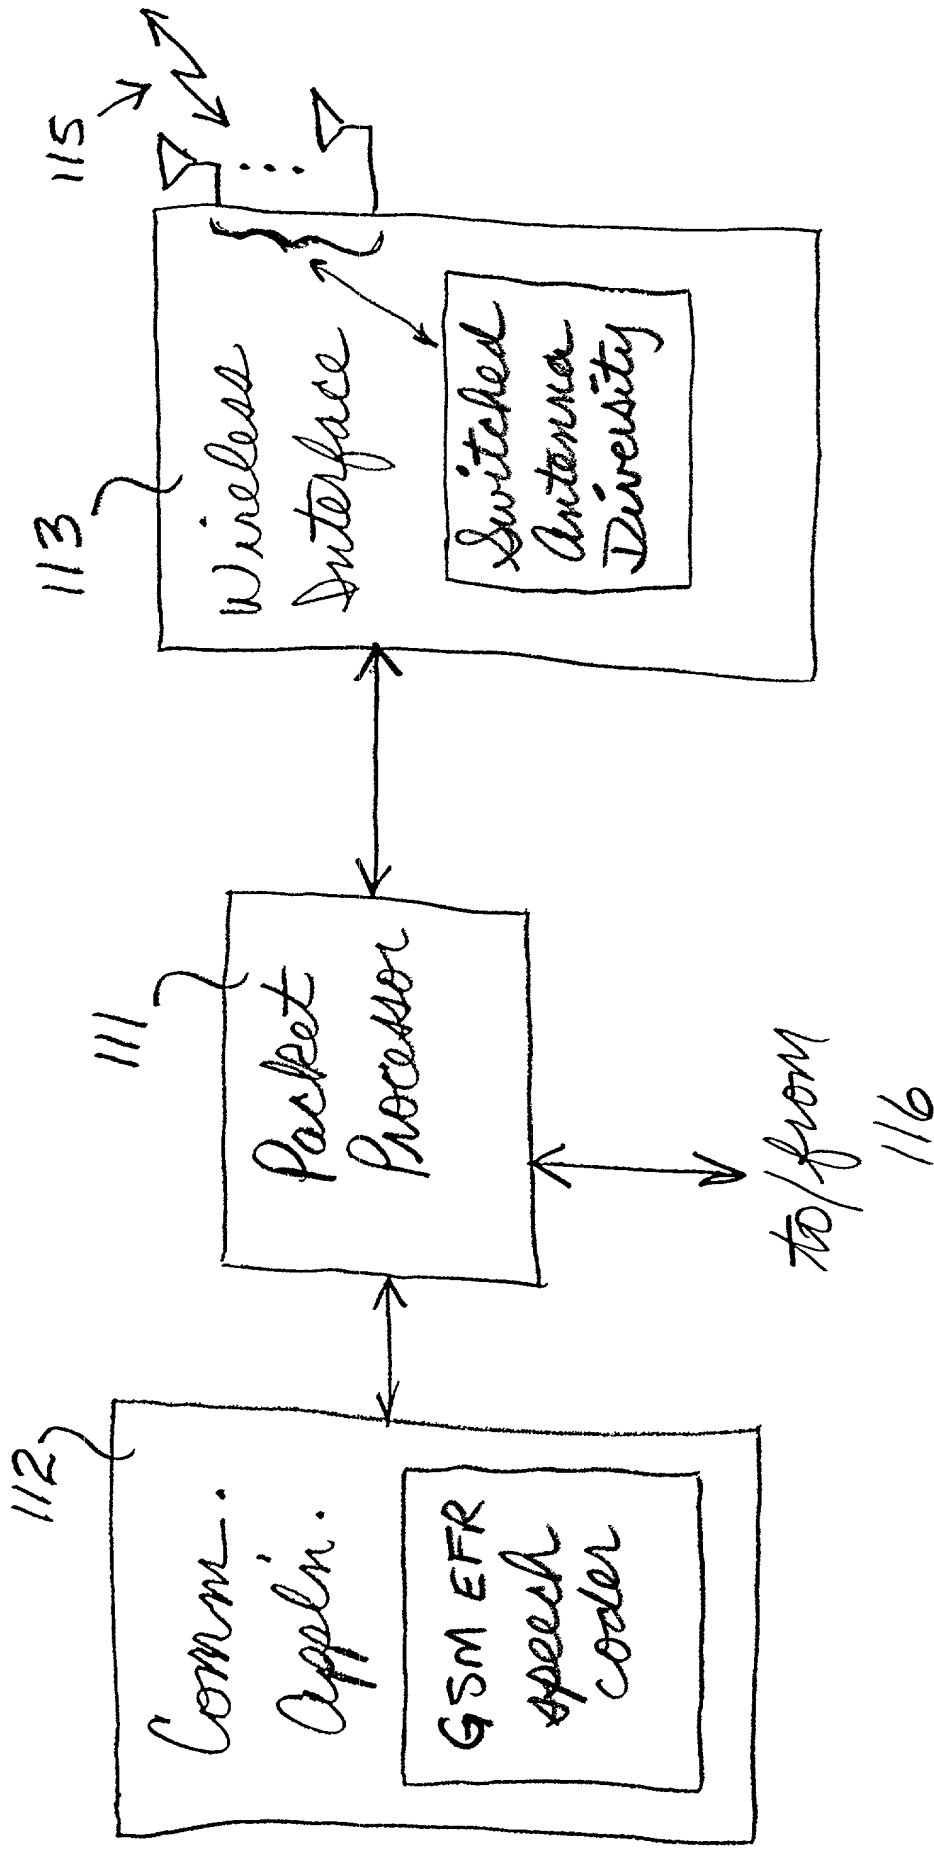 112
Comm.
Appl'n.
GSM EFR
speech
coder
111
Packet
Processor
to/from
116
113
Wireless
Interface
Switched
Antenna
Diversity
115